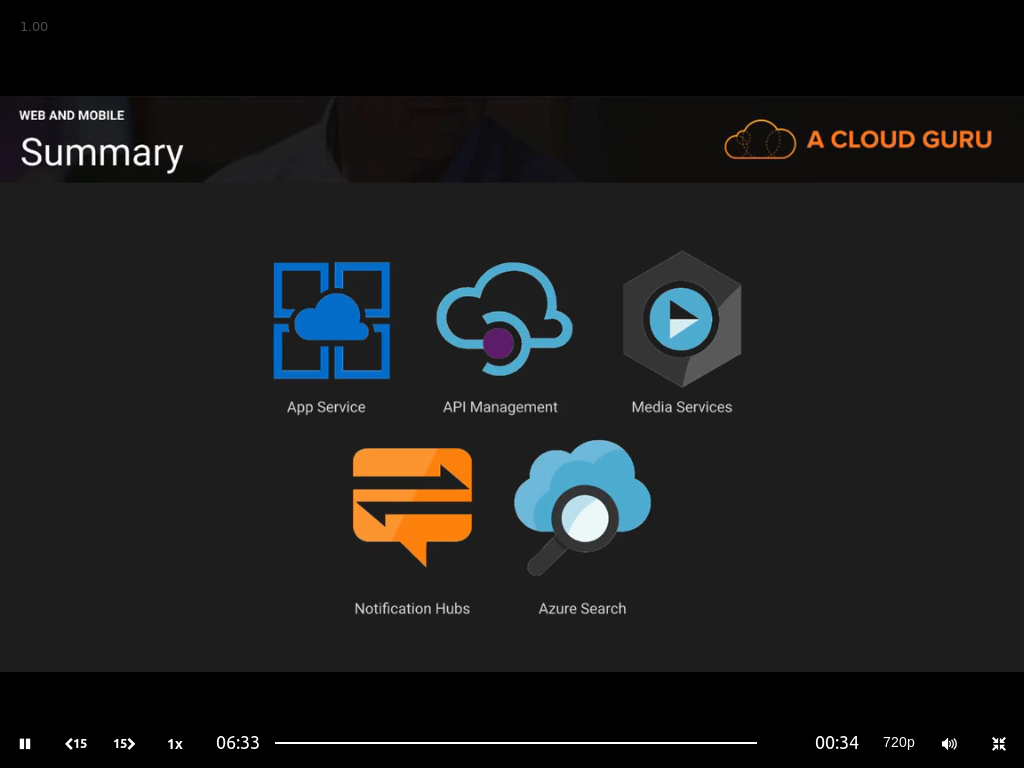 1.00
WEB AND MOBILE
Summary
A CLOUD GURU
App Service
API Management
Media Services
Notification Hubs
Azure Search
15
15
1x
06:33
00:34
720p